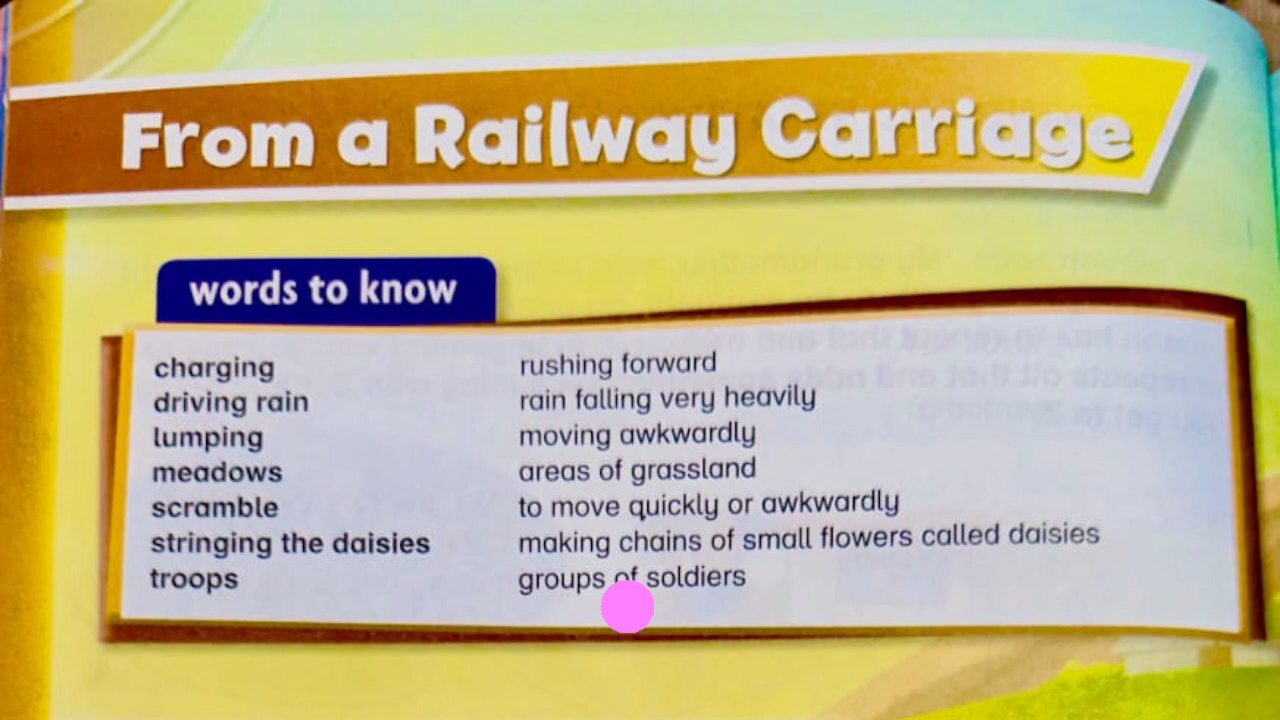 From a Railway Carriage
words to know
charging rushing forward
driving rain rain falling very heavily
lumping moving awkwardly
meadows areas of grassland
scramble to move quickly or awkwardly
stringing the daisies making chains of small flowers called daisies
troops groups of soldiers